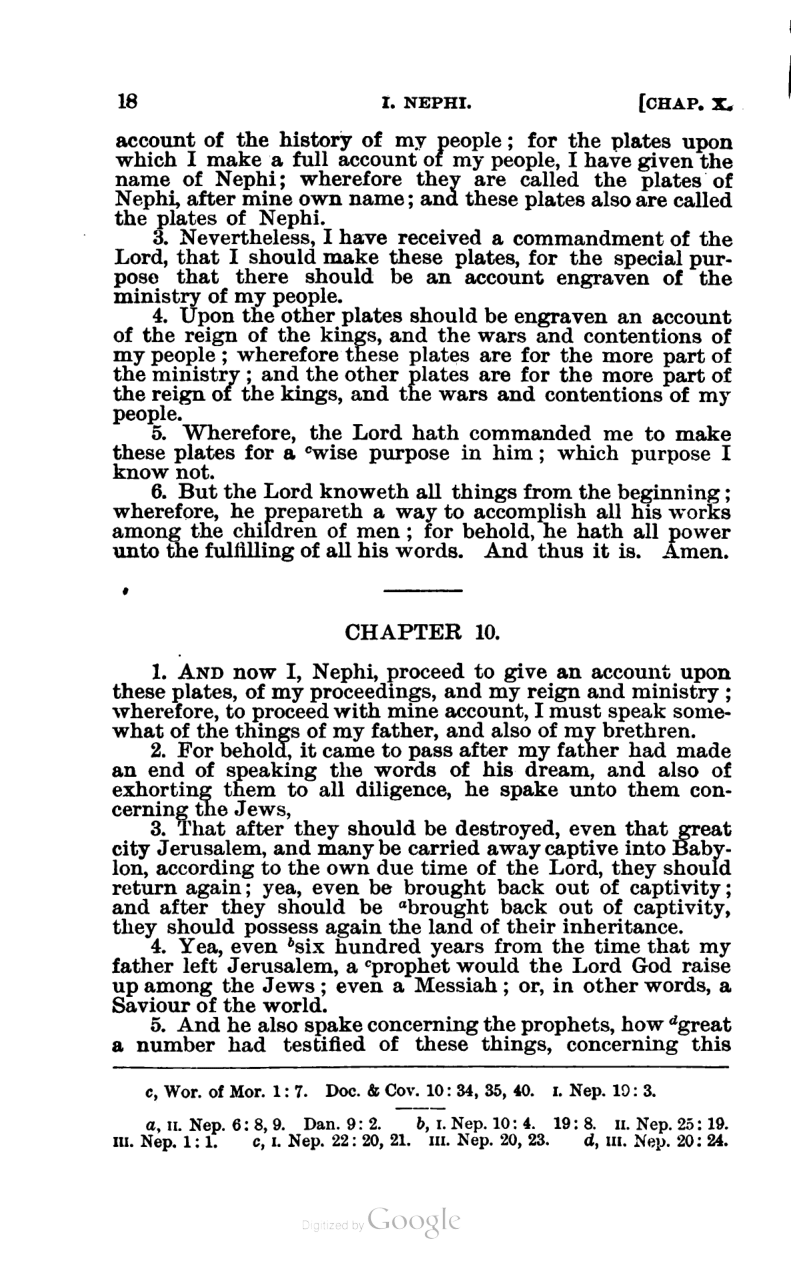 18 I. NEPHI. [CHAP. X.
account of the history of my people; for the plates upon
which I make a full account of my people, I have given the
name of Nephi; wherefore they are called the plates of
Nephi, after mine own name; and these plates also are called
the plates of Nephi.
3. Nevertheless, I have received a commandment of the
Lord, that I should make these plates, for the special pur-
pose that there should be an account engraven of the
ministry of my people.
4. Upon the other plates should be engraven an account
of the reign of the kings, and the wars and contentions of
my people; wherefore these plates are for the more part of
the ministry; and the other plates are for the more part of
the reign of the kings, and the wars and contentions of my
people.
5. Wherefore, the Lord hath commanded me to make
these plates for a cwise purpose in him; which purpose I
know not.
6. But the Lord knoweth all things from the beginning;
wherefore, he prepareth a way to accomplish all his works
among the children of men; for behold, he hath all power
unto the fulfilling of all his words. And thus it is. Amen.
CHAPTER 10.
1. AND now I, Nephi, proceed to give an account upon
these plates, of my proceedings, and my reign and ministry;
wherefore, to proceed with mine account, I must speak some-
what of the things of my father, and also of my brethren.
2. For behold, it came to pass after my father had made
an end of speaking the words of his dream, and also of
exhorting them to all diligence, he spake unto them con-
cerning the Jews,
3. That after they should be destroyed, even that great
city Jerusalem, and many be carried away captive into Baby-
lon, according to the own due time of the Lord, they should
return again; yea, even be brought back out of captivity;
and after they should be abrought back out of captivity,
they should possess again the land of their inheritance.
4. Yea, even bsix hundred years from the time that my
father left Jerusalem, a cprophet would the Lord God raise
up among the Jews; even a Messiah; or, in other words, a
Saviour of the world.
5. And he also spake concerning the prophets, how dgreat
a number had testified of these things, concerning this
c, Wor. of Mor. 1: 7. Doc. & Cov. 10: 34, 35, 40. I. Nep. 19: 3.
a, II. Nep. 6: 8, 9. Dan. 9: 2. b, I. Nep. 10: 4. 19: 8. II. Nep. 25: 19.
III. Nep. 1: 1. c, I. Nep. 22: 20, 21. III. Nep. 20, 23. d, III. Nep. 20: 24.
Digitized by Google